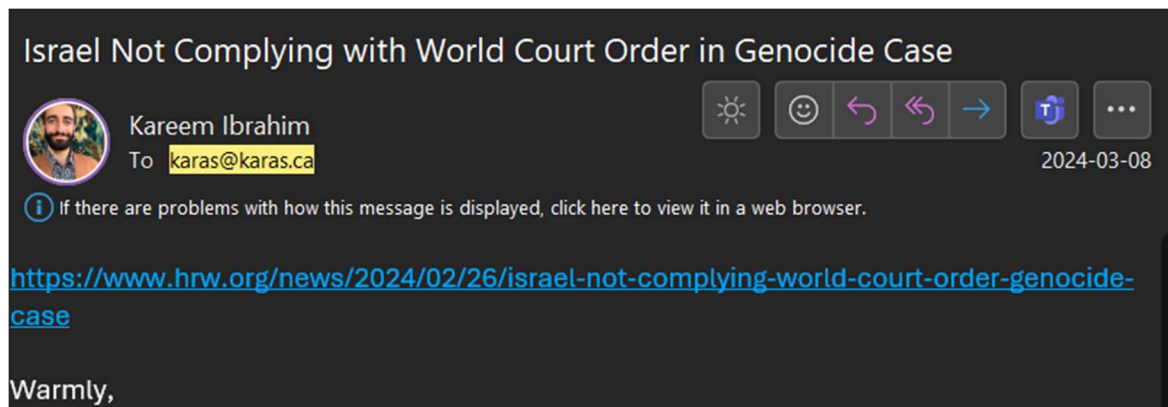 Israel Not Complying with World Court Order in Genocide Case
Kareem Ibrahim
To karas@karas.ca
2024-03-08
If there are problems with how this message is displayed, click here to view it in a web browser.
https://www.hrw.org/news/2024/02/26/israel-not-complying-world-court-order-genocide-
case
Warmly,